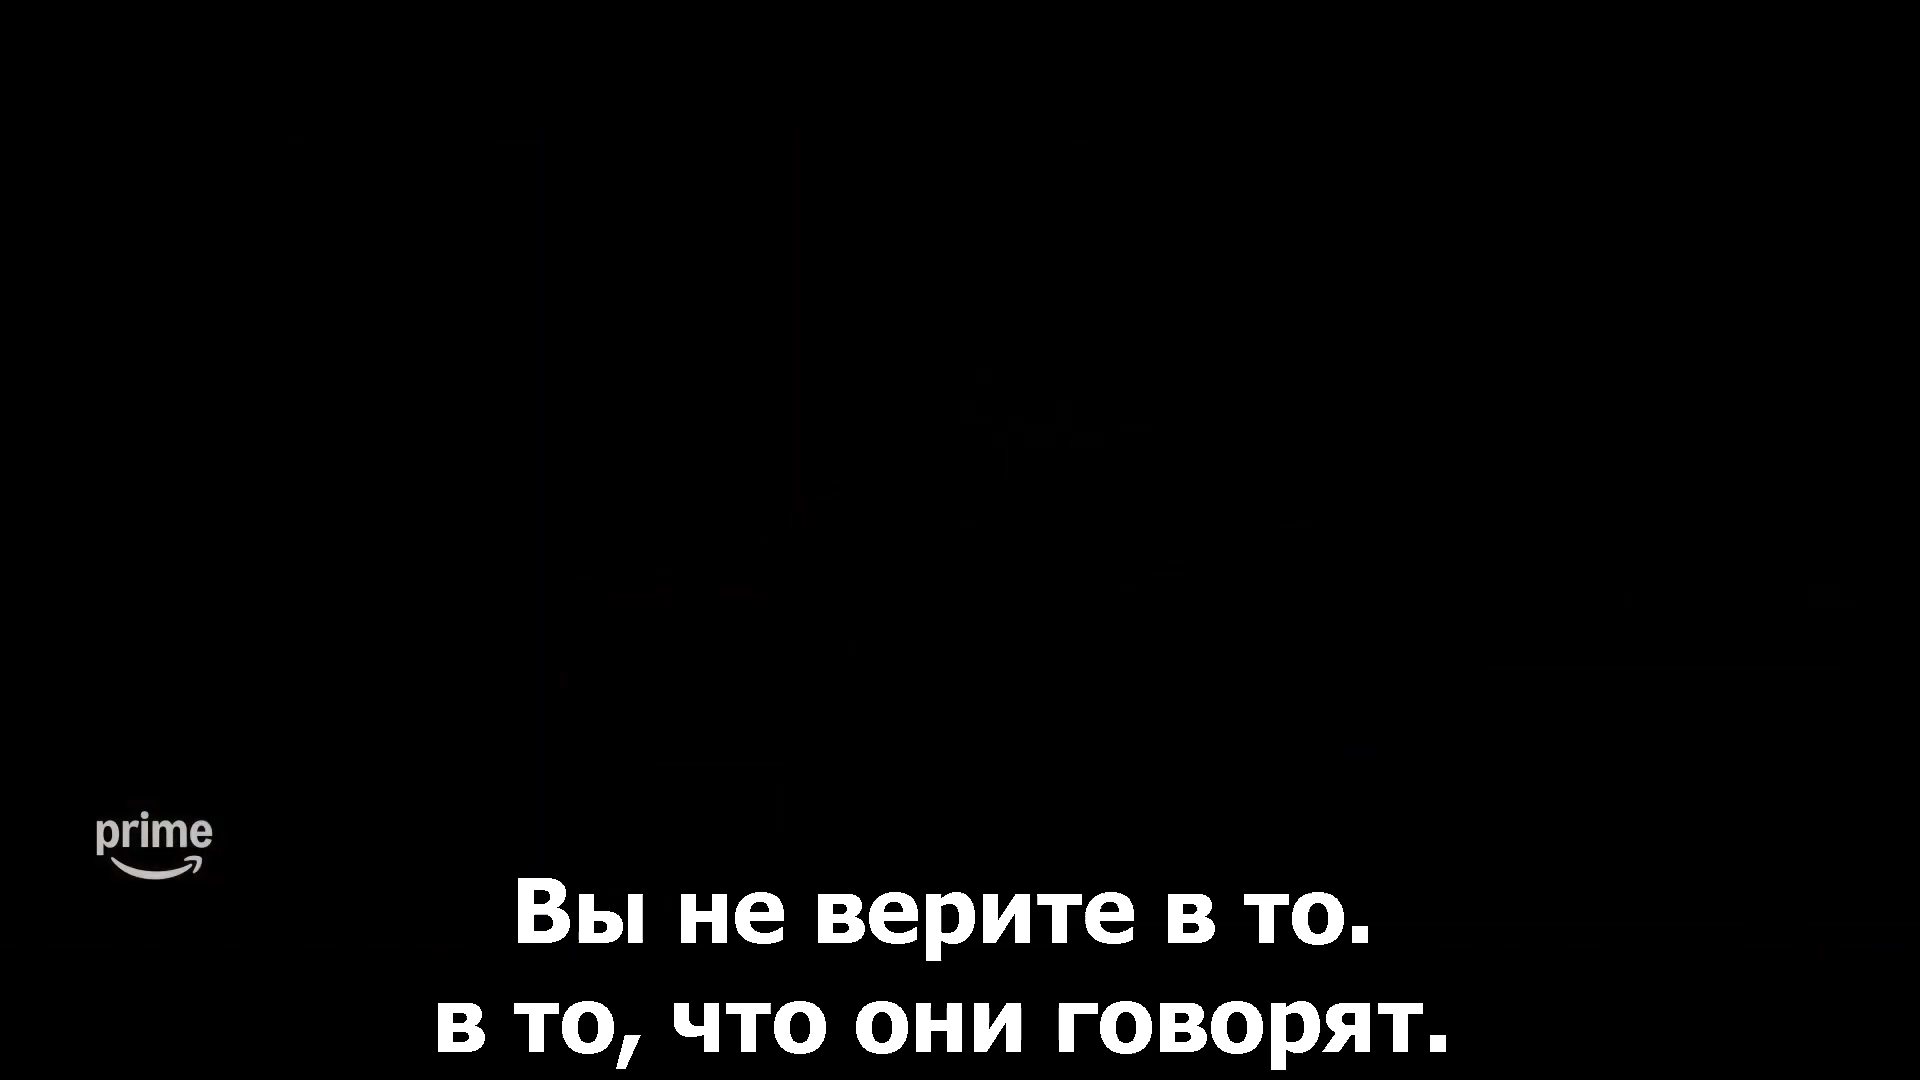 prime
Вы не верите в то.
в то, что они говорят.